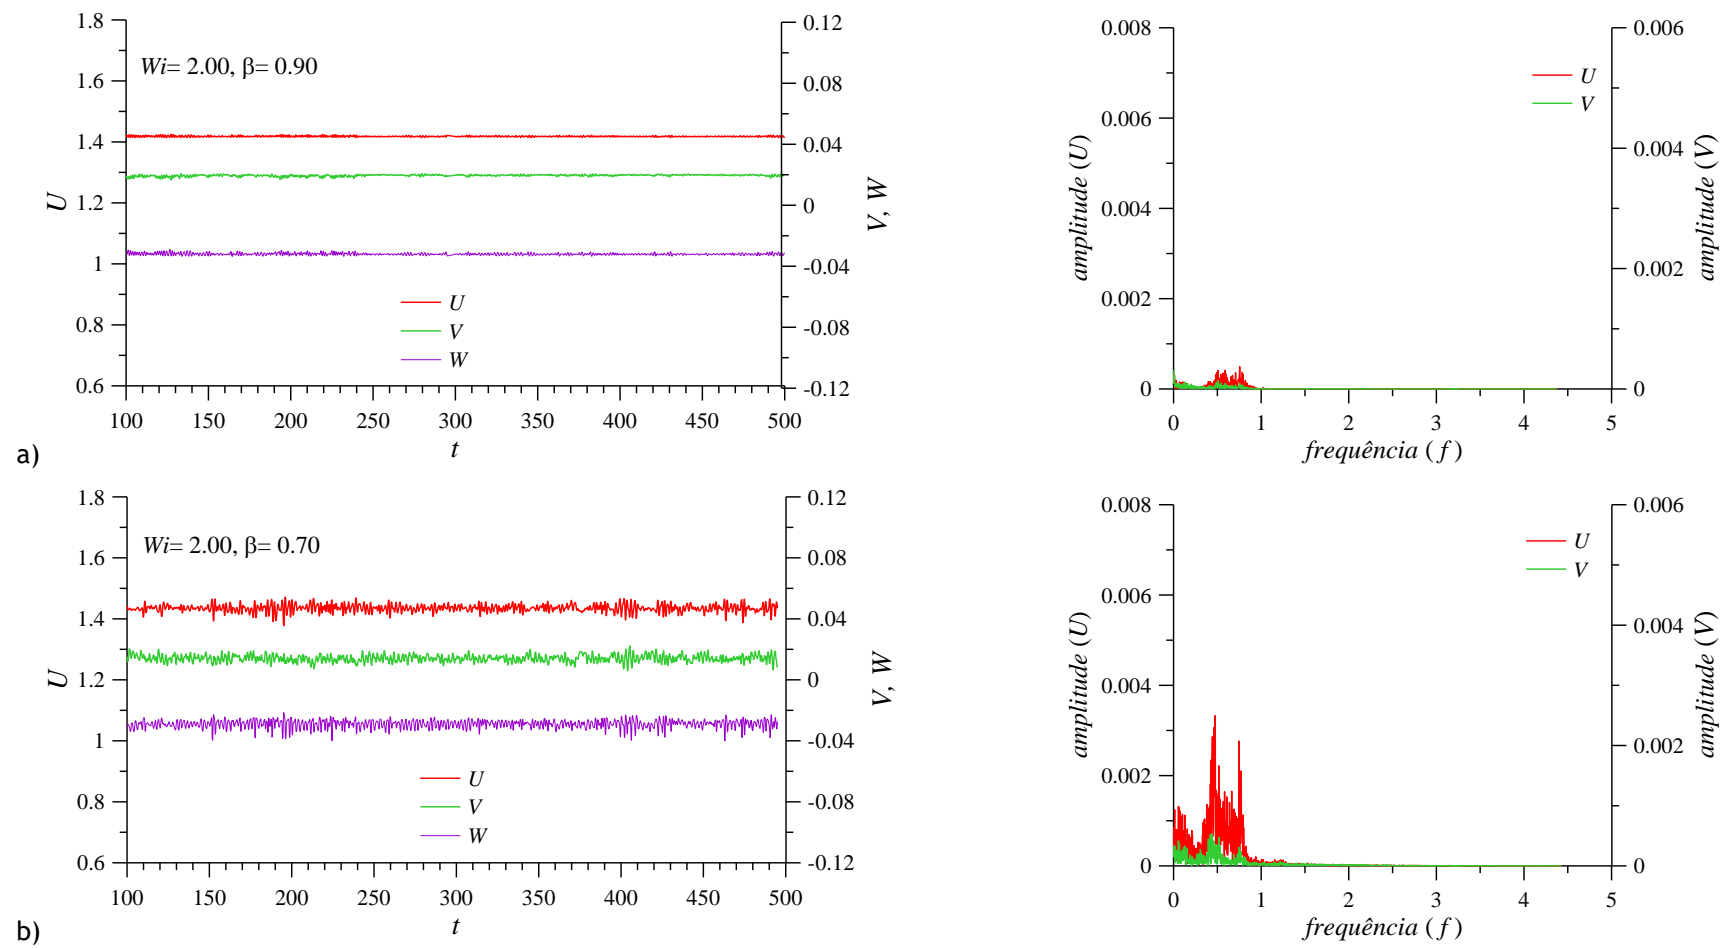 1.8
1.6
1.4
1.2
1
0.8
0.6
U
Wi= 2.00, β= 0.90
U
V
W
0.12
0.08
0.04
0
-0.04
-0.08
-0.12
V, W
100 150 200 250 300 350 400 450 500
t
a)
0.008
0.006
0.004
0.002
0
amplitude (U)
U
V
0.006
0.004
0.002
0
amplitude (V)
0 1 2 3 4 5
frequência (f)
1.8
1.6
1.4
1.2
1
0.8
0.6
U
Wi= 2.00, β= 0.70
U
V
W
0.12
0.08
0.04
0
-0.04
-0.08
-0.12
V, W
100 150 200 250 300 350 400 450 500
t
b)
0.008
0.006
0.004
0.002
0
amplitude (U)
U
V
0.006
0.004
0.002
0
amplitude (V)
0 1 2 3 4 5
frequência (f)